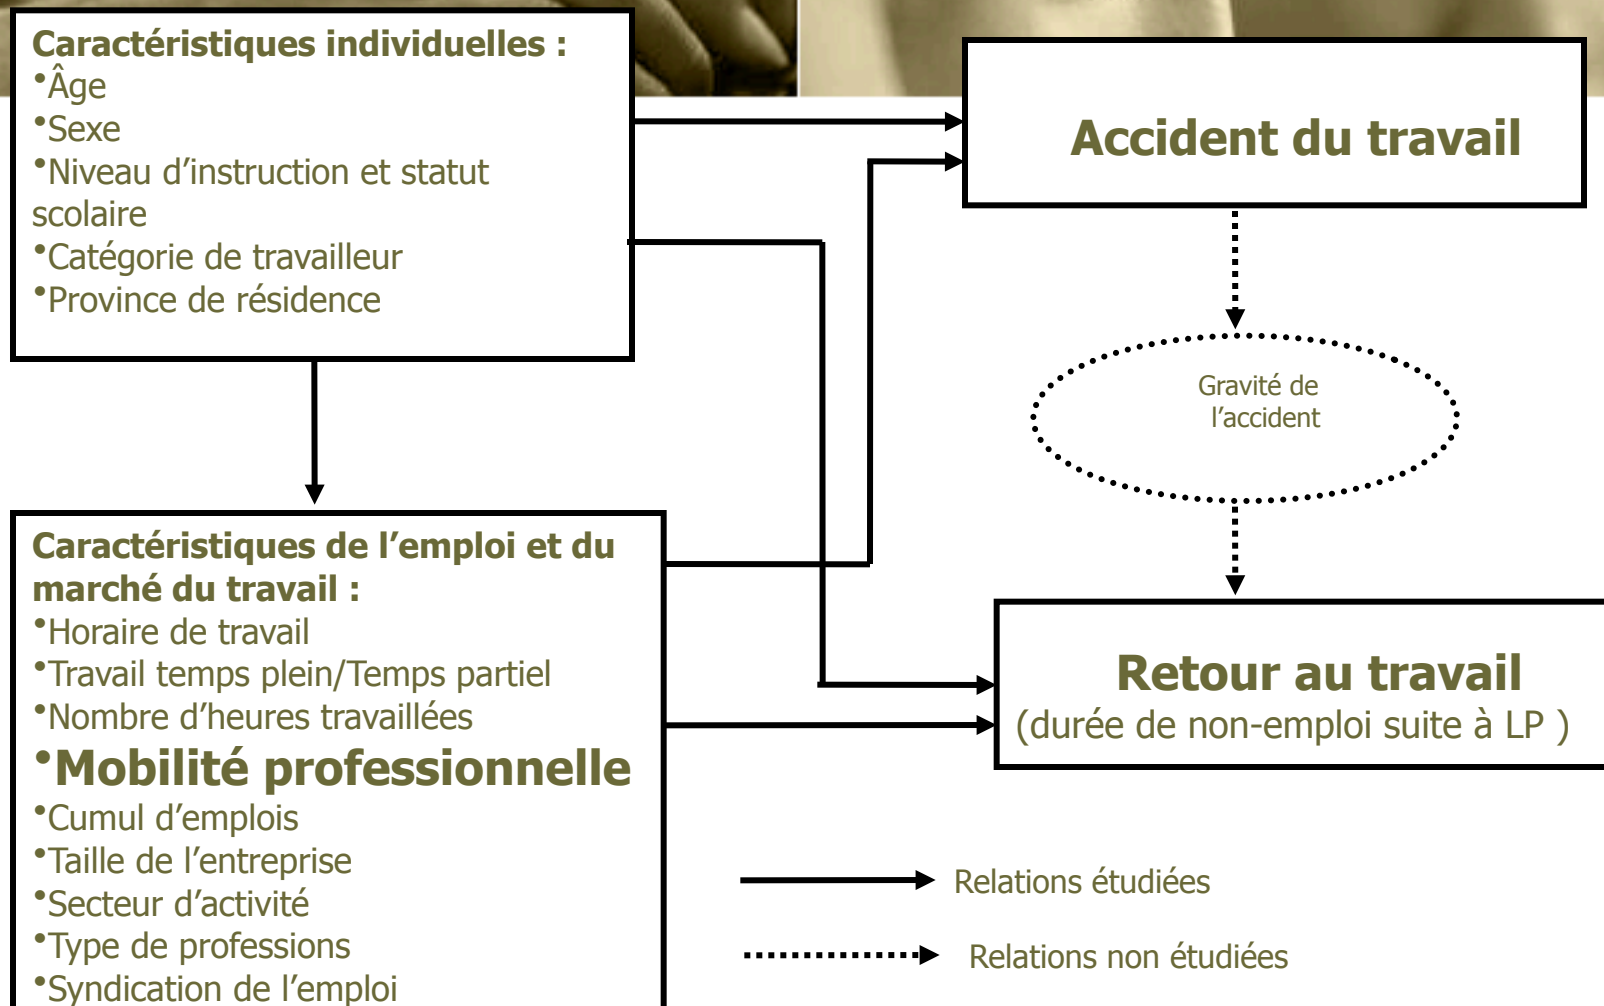 Caractéristiques individuelles :
•Âge
•Sexe
•Niveau d’instruction et statut
scolaire
•Catégorie de travailleur
•Province de résidence
Accident du travail
Gravité de
l’accident
Caractéristiques de l’emploi et du
marché du travail :
•Horaire de travail
•Travail temps plein/Temps partiel
•Nombre d’heures travaillées
•Mobilité professionnelle
•Cumul d’emplois
•Taille de l’entreprise
•Secteur d’activité
•Type de professions
•Syndication de l’emploi
Retour au travail
(durée de non-emploi suite à LP )
Relations étudiées
Relations non étudiées